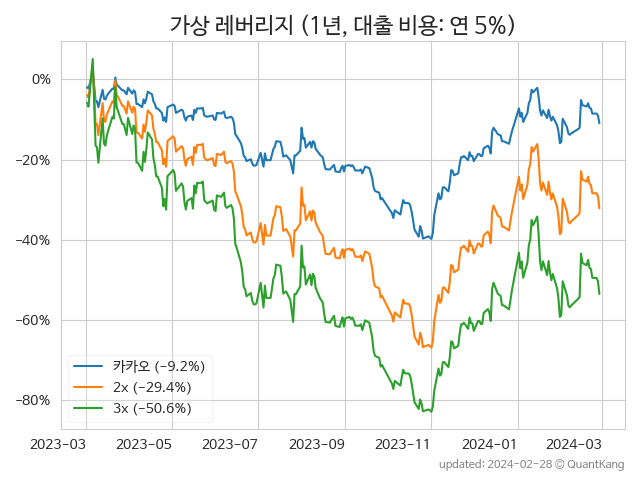 가상 레버리지 (1년, 대출 비용: 연 5%)
0%
−20%
−40%
−60%
−80%
카카오 (−9.2%)
2x (−29.4%)
3x (−50.6%)
2023-03 2023-05 2023-07 2023-09 2023-11 2024-01 2024-03
updated: 2024-02-28 © QuantKang